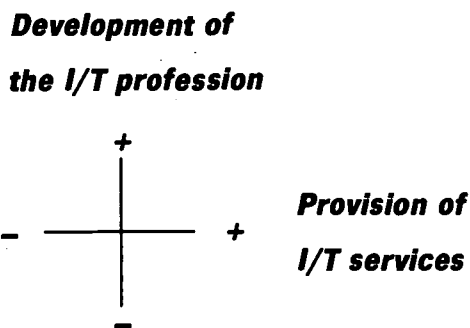 Development of
the I/T profession
+
– +
Provision of
I/T services
–